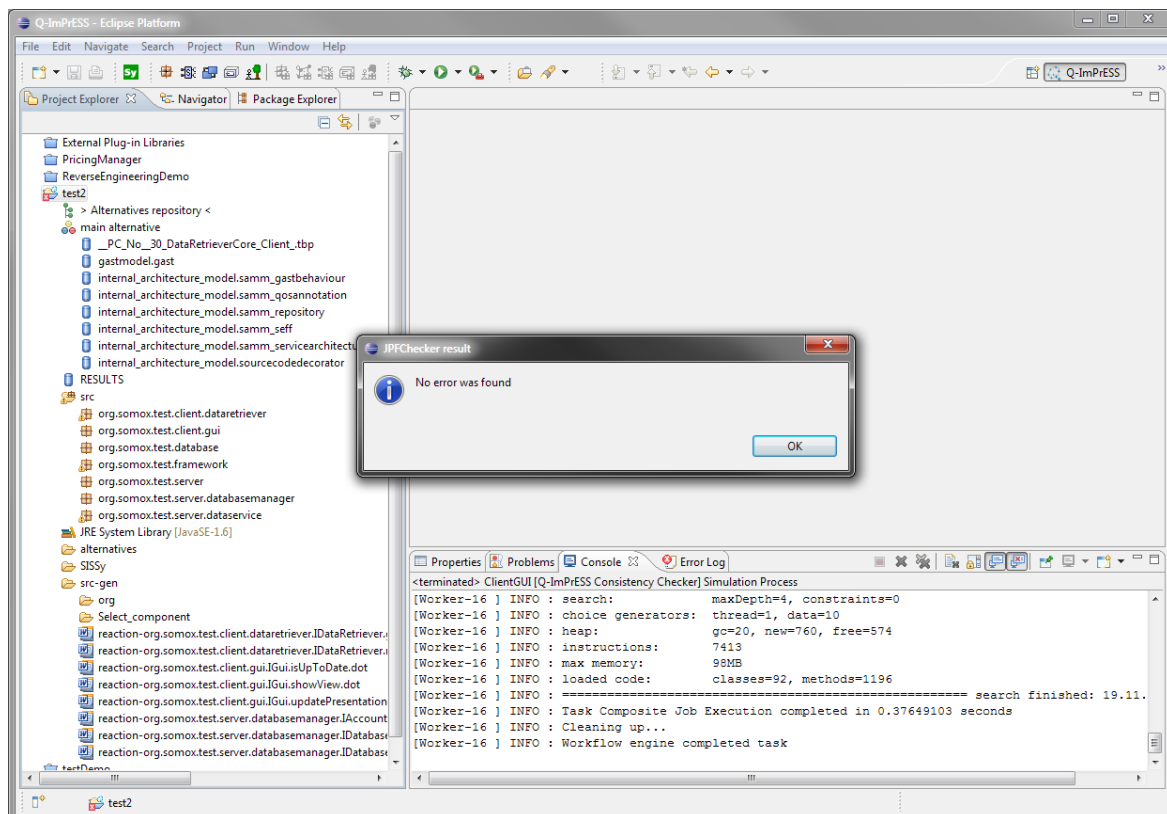 Q-ImPrESS - Eclipse Platform
File Edit Navigate Search Project Run Window Help
Sy
Q-ImPrESS
»
Project Explorer
Navigator
Package Explorer
External Plug-in Libraries
PricingManager
ReverseEngineeringDemo
test2
> Alternatives repository <
main alternative
__PC_No__30_DataRetrieverCore_Client_.tbp
gastmodel.gast
internal_architecture_model.samm_gastbehaviour
internal_architecture_model.samm_qosannotation
internal_architecture_model.samm_repository
internal_architecture_model.samm_seff
internal_architecture_model.samm_servicearchitectu
internal_architecture_model.sourcecodedecorator
RESULTS
src
org.somox.test.client.dataretriever
org.somox.test.client.gui
org.somox.test.database
org.somox.test.framework
org.somox.test.server
org.somox.test.server.databasemanager
org.somox.test.server.dataservice
JRE System Library [JavaSE-1.6]
alternatives
SISSy
src-gen
org
Select_component
reaction-org.somox.test.client.dataretriever.IDataRetriever.
reaction-org.somox.test.client.dataretriever.IDataRetriever.
reaction-org.somox.test.client.gui.IGui.isUpToDate.dot
reaction-org.somox.test.client.gui.IGui.showView.dot
reaction-org.somox.test.client.gui.IGui.updatePresentation
reaction-org.somox.test.server.databasemanager.IAccount
reaction-org.somox.test.server.databasemanager.IDatabase
reaction-org.somox.test.server.databasemanager.IDatabase
testDemo
JPFChecker result
No error was found
OK
Properties
Problems
Console
Error Log
<terminated> ClientGUI [Q-ImPrESS Consistency Checker] Simulation Process
[Worker-16 ] INFO : search: maxDepth=4, constraints=0
[Worker-16 ] INFO : choice generators: thread=1, data=10
[Worker-16 ] INFO : heap: gc=20, new=760, free=574
[Worker-16 ] INFO : instructions: 7413
[Worker-16 ] INFO : max memory: 98MB
[Worker-16 ] INFO : loaded code: classes=92, methods=1196
[Worker-16 ] INFO : ====================================================== search finished: 19.11.
[Worker-16 ] INFO : Task Composite Job Execution completed in 0.37649103 seconds
[Worker-16 ] INFO : Cleaning up...
[Worker-16 ] INFO : Workflow engine completed task
test2